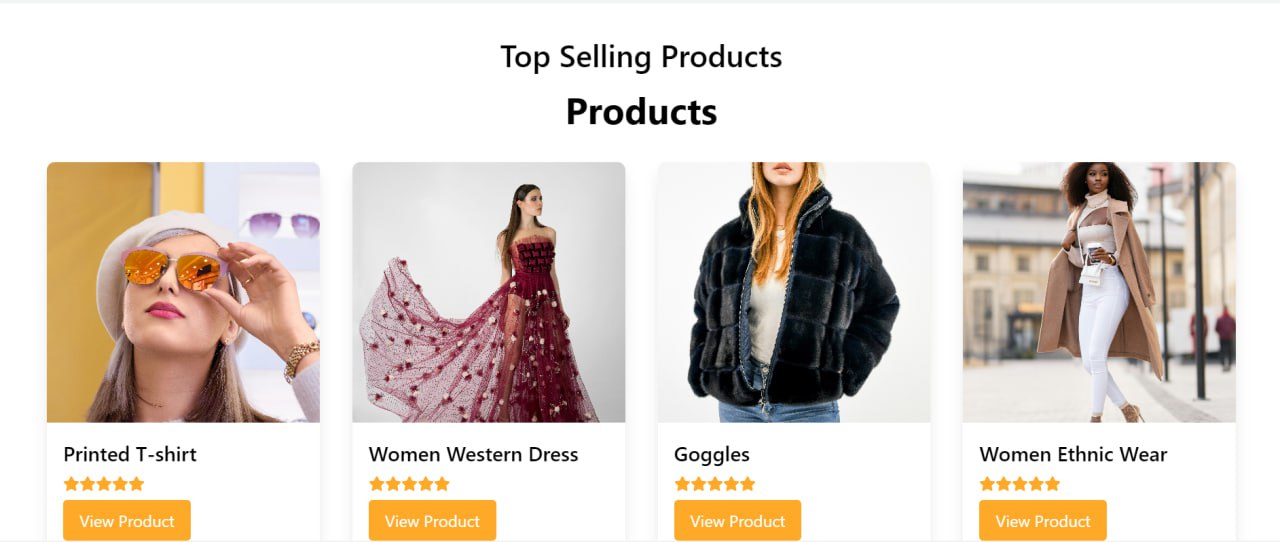 Top Selling Products
Products
Printed T-shirt
View Product
Women Western Dress
View Product
Goggles
View Product
Women Ethnic Wear
View Product